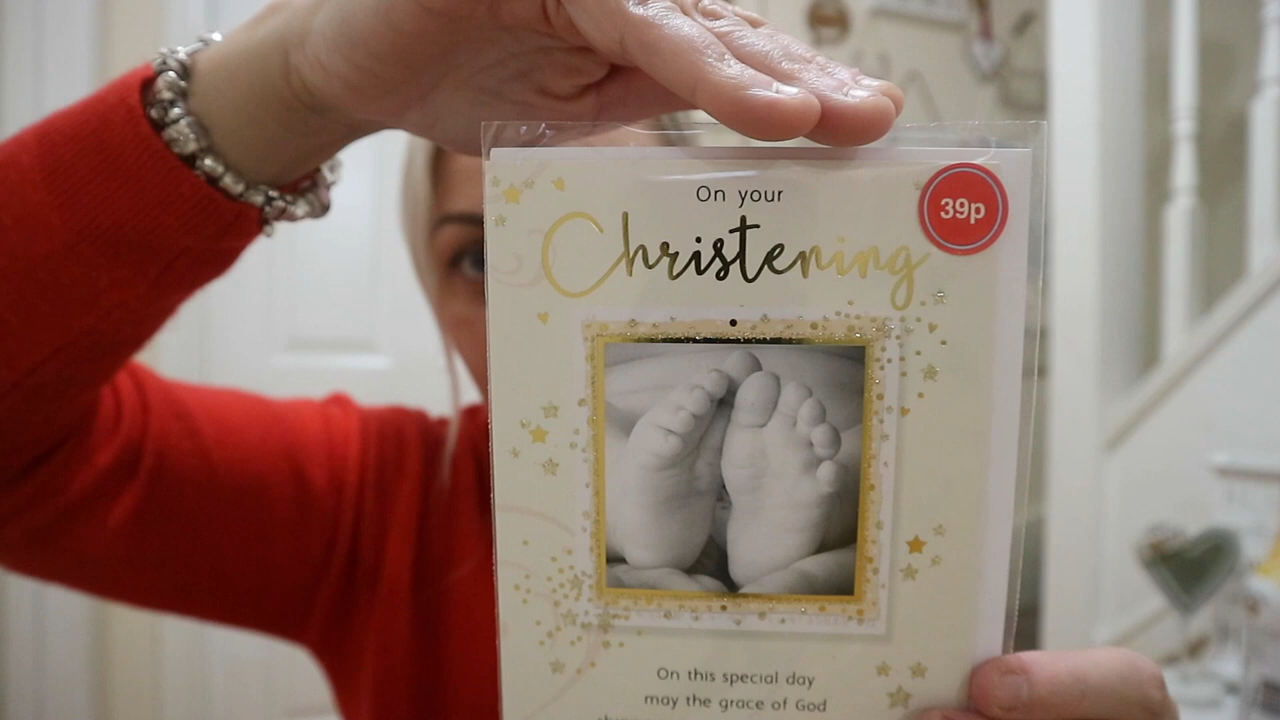 On your
Christening
39p
On this special day
may the grace of God